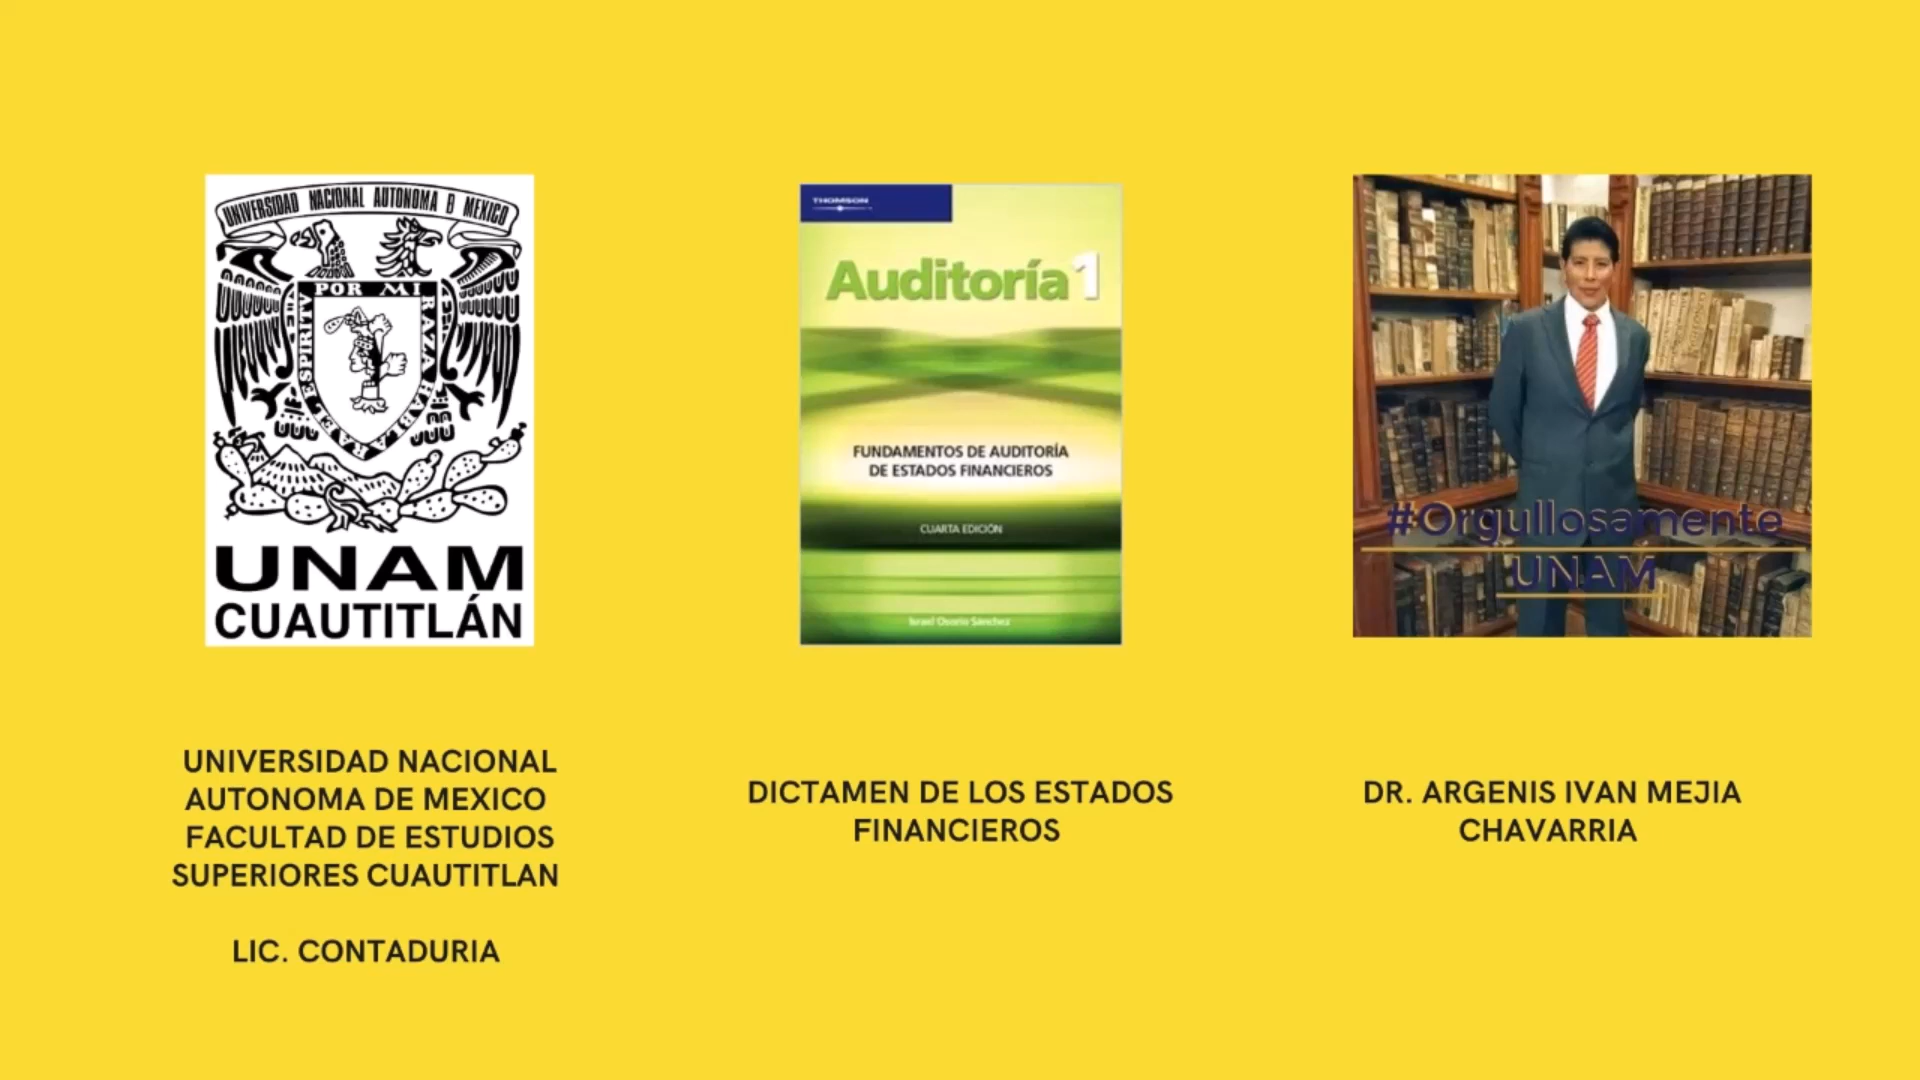 UNIVERSIDAD NACIONAL AUTONOMA D MEXICO
POR MI RAZA HABLARA EL ESPIRITV
UNAM
CUAUTITLÁN
UNIVERSIDAD NACIONAL
AUTONOMA DE MEXICO
FACULTAD DE ESTUDIOS
SUPERIORES CUAUTITLAN
LIC. CONTADURIA
THOMSON
Auditoría 1
FUNDAMENTOS DE AUDITORÍA
DE ESTADOS FINANCIEROS
CUARTA EDICIÓN
Israel Osorio Sánchez
DICTAMEN DE LOS ESTADOS
FINANCIEROS
#Orgullosamente
UNAM
DR. ARGENIS IVAN MEJIA
CHAVARRIA